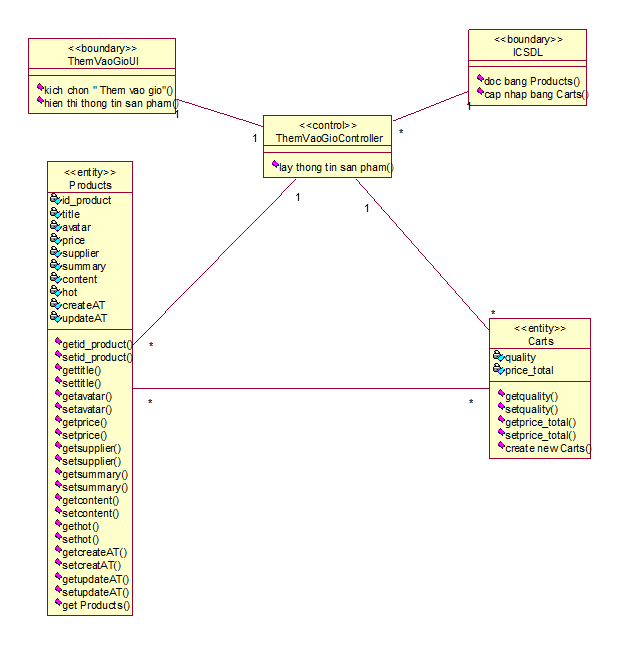 <<boundary>>
ThemVaoGioUI
kich chon " Them vao gio"()
hien thi thong tin san pham()
1
<<boundary>>
ICSDL
doc bang Products()
cap nhap bang Carts()
1
<<control>>
ThemVaoGioController
lay thong tin san pham()
1
*
1
1
<<entity>>
Products
id_product
title
avatar
price
supplier
summary
content
hot
createAT
updateAT
getid_product()
setid_product()
gettitle()
settitle()
getavatar()
setavatar()
getprice()
setprice()
getsupplier()
setsupplier()
getsummary()
setsummary()
getcontent()
setcontent()
gethot()
sethot()
getcreateAT()
setcreatAT()
getupdateAT()
setupdateAT()
get Products()
*
*
*
*
<<entity>>
Carts
quality
price_total
getquality()
setquality()
getprice_total()
setprice_total()
create new Carts()